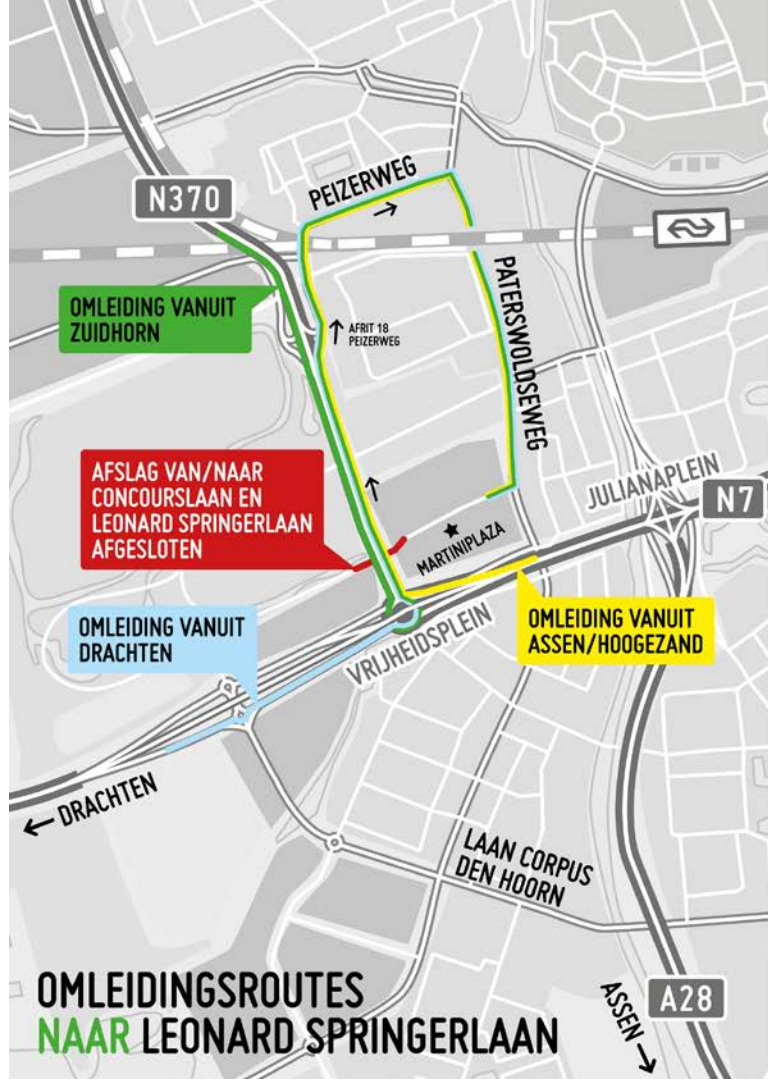 PEIZERWEG
N370
PATERSWOLDSEWEG
OMLEIDING VANUIT
ZUIDHORN
AFRIT 18
PEIZERWEG
AFSLAG VAN/NAAR
CONCOURSLAAN EN
LEONARD SPRINGERLAAN
AFGESLOTEN
JULIANAPLEIN
N7
MARTINIPLAZA
OMLEIDING VANUIT
DRACHTEN
VRIJHEIDSPLEIN
OMLEIDING VANUIT
ASSEN/HOOGEZAND
DRACHTEN
LAAN CORPUS
DEN HOORN
ASSEN
A28
OMLEIDINGSROUTES
NAAR LEONARD SPRINGERLAAN